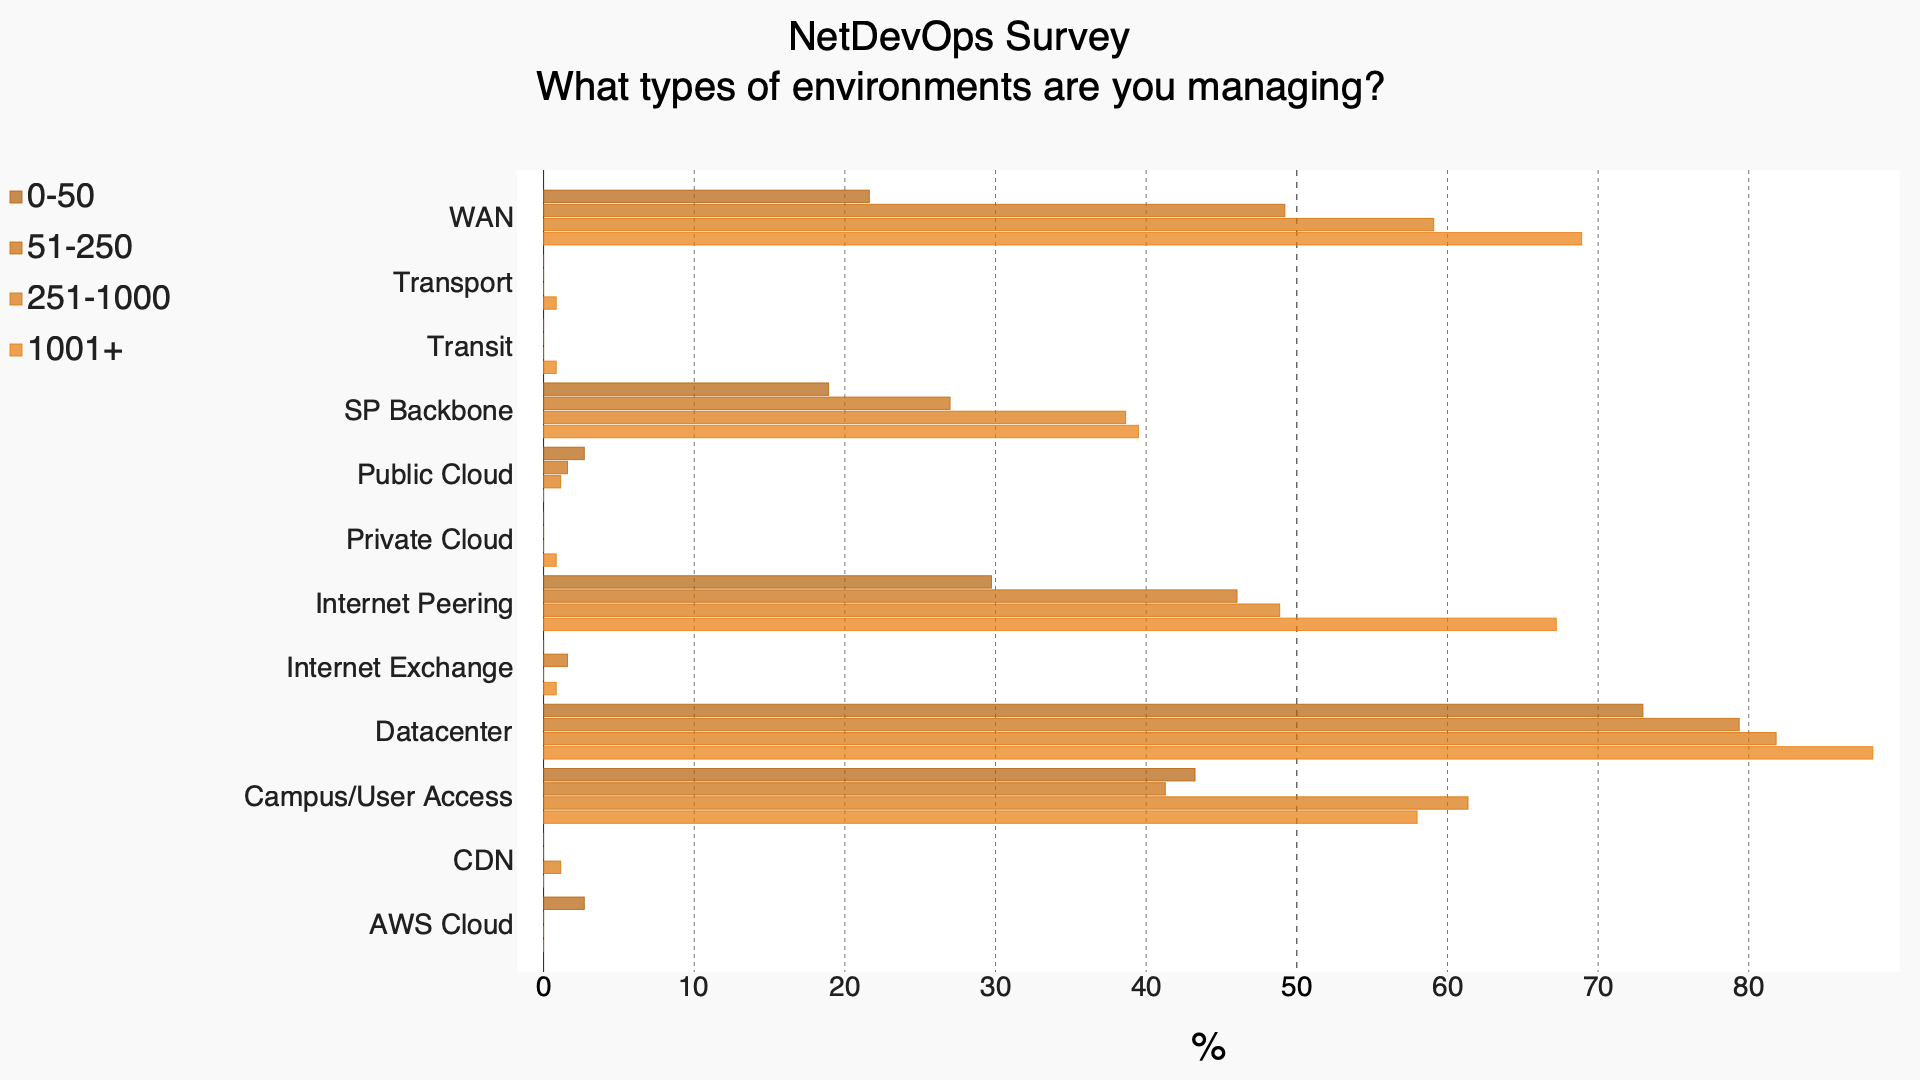 NetDevOps Survey
What types of environments are you managing?
0-50
51-250
251-1000
1001+
WAN
Transport
Transit
SP Backbone
Public Cloud
Private Cloud
Internet Peering
Internet Exchange
Datacenter
Campus/User Access
CDN
AWS Cloud
0 10 20 30 40 50 60 70 80
%